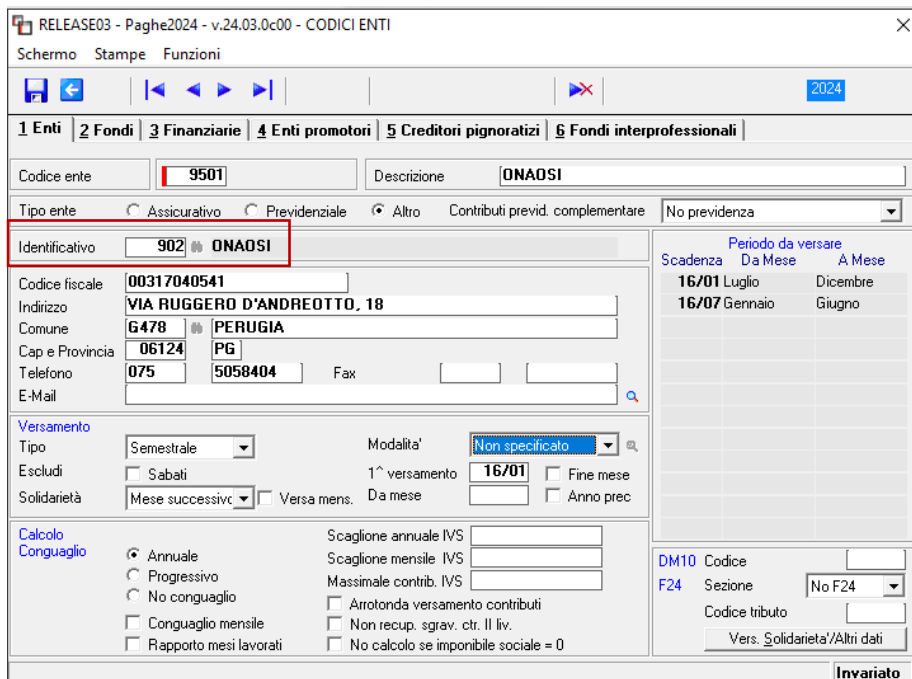 RELEASE03 - Paghe2024 - v.24.03.0c00 - CODICI ENTI
Schermo Stampe Funzioni
2024
1 Enti 2 Fondi 3 Finanziarie 4 Enti promotori 5 Creditori pignoratizi 6 Fondi interprofessionali
Codice ente 9501 Descrizione ONAOSI
Tipo ente Assicurativo Previdenziale Altro Contributi previd. complementare No previdenza
Identificativo 902 ONAOSI
Codice fiscale 00317040541
Indirizzo VIA RUGGERO D'ANDREOTTO, 18
Comune G478 PERUGIA
Cap e Provincia 06124 PG
Telefono 075 5058404 Fax
E-Mail
Periodo da versare
Scadenza Da Mese A Mese
16/01 Luglio Dicembre
16/07 Gennaio Giugno
Versamento
Tipo Semestrale Modalita' Non specificato
Escludi Sabati 1^ versamento 16/01 Fine mese
Solidarietà Mese successivo Versa mens. Da mese Anno prec
Calcolo
Conguaglio
Annuale
Progressivo
No conguaglio
Conguaglio mensile
Rapporto mesi lavorati
Scaglione annuale IVS
Scaglione mensile IVS
Massimale contrib. IVS
Arrotonda versamento contributi
Non recup. sgrav. ctr. II liv.
No calcolo se imponibile sociale = 0
DM10 Codice
F24 Sezione No F24
Codice tributo
Vers. Solidarieta'/Altri dati
Invariato